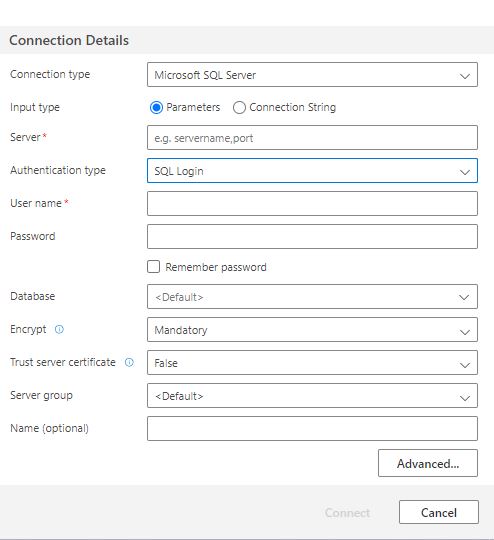 Connection Details
Connection type Microsoft SQL Server
Input type Parameters Connection String
Server* e.g. servername,port
Authentication type SQL Login
User name*
Password
Remember password
Database <Default>
Encrypt Mandatory
Trust server certificate False
Server group <Default>
Name (optional)
Advanced...
Connect Cancel